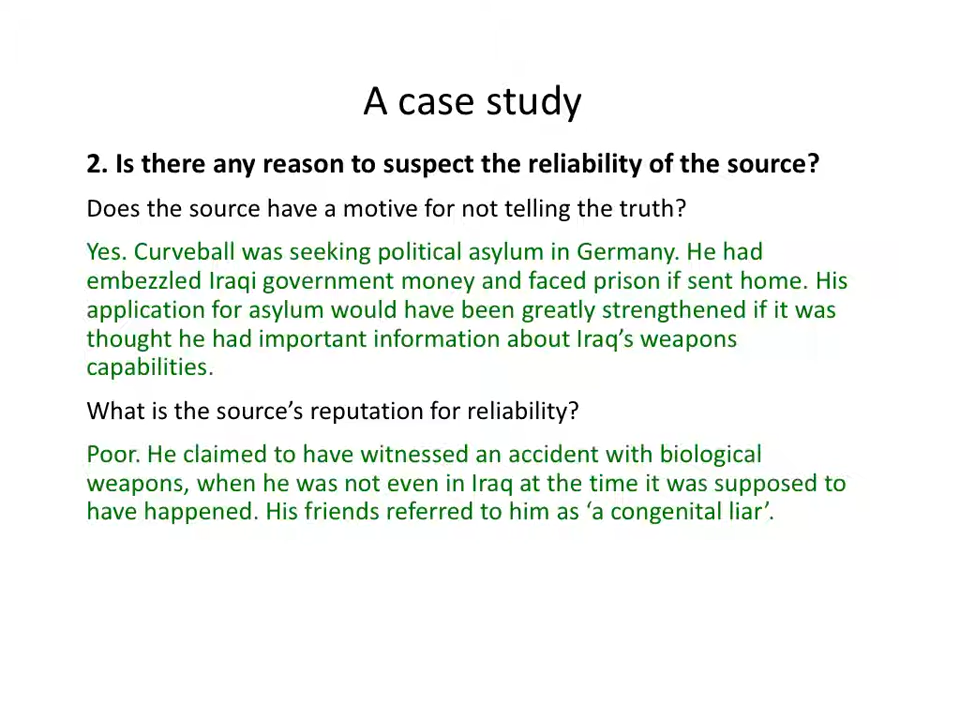 A case study
2. Is there any reason to suspect the reliability of the source?
Does the source have a motive for not telling the truth?
Yes. Curveball was seeking political asylum in Germany. He had
embezzled Iraqi government money and faced prison if sent home. His
application for asylum would have been greatly strengthened if it was
thought he had important information about Iraq’s weapons
capabilities.
What is the source’s reputation for reliability?
Poor. He claimed to have witnessed an accident with biological
weapons, when he was not even in Iraq at the time it was supposed to
have happened. His friends referred to him as ‘a congenital liar’.